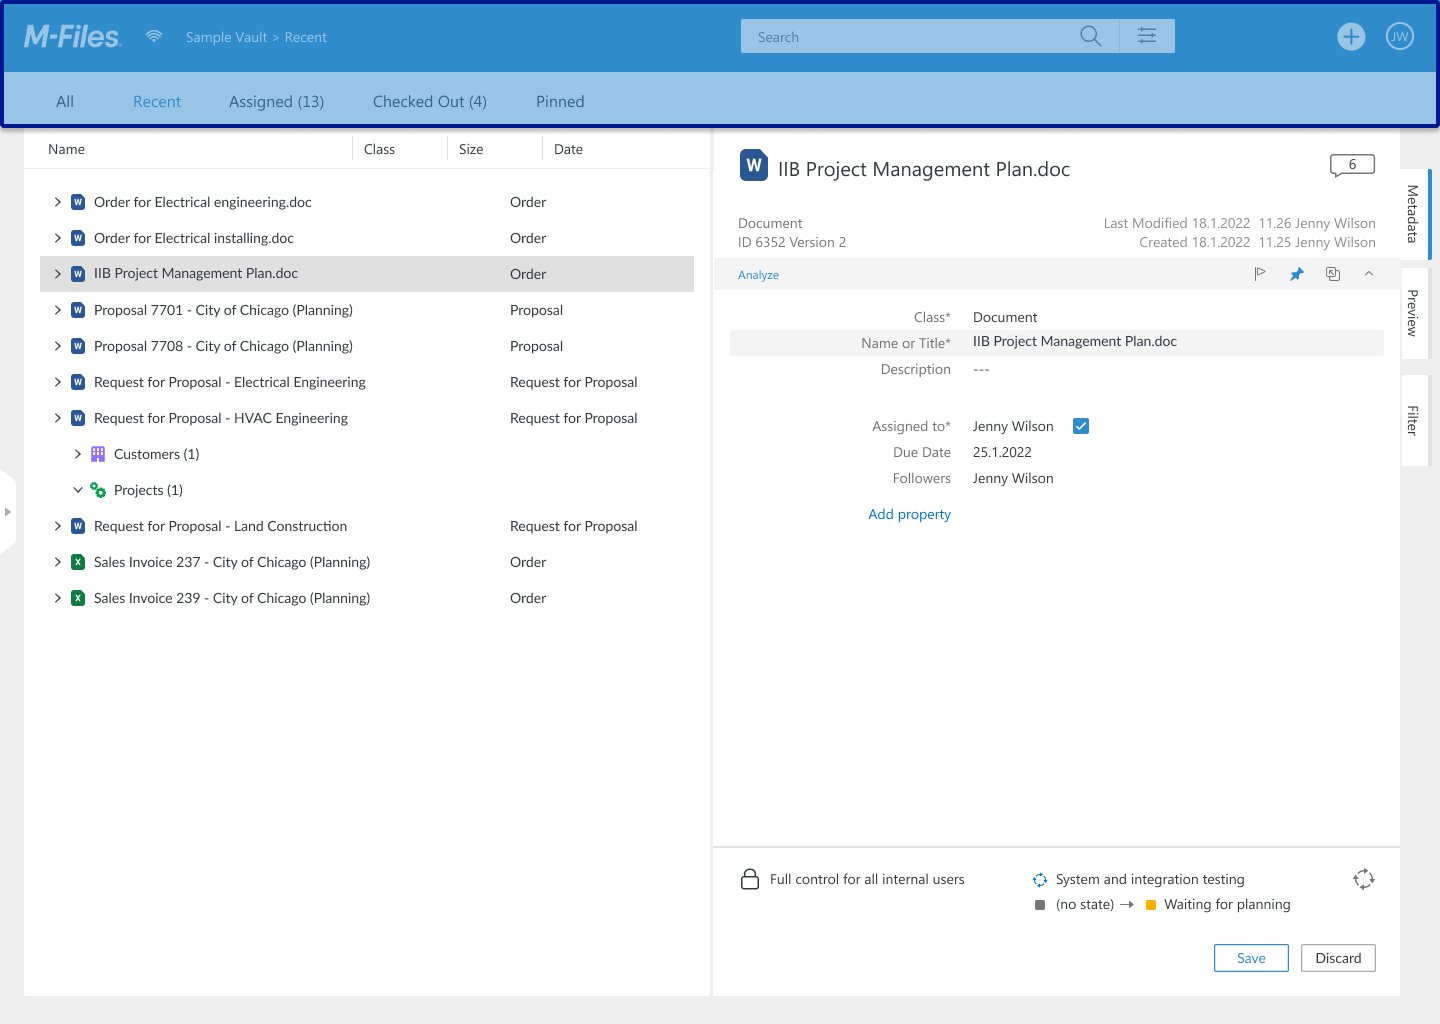 M-Files
Sample Vault > Recent
Search
JW
All
Recent
Assigned (13)
Checked Out (4)
Pinned
Name
Class
Size
Date
W Order for Electrical engineering.doc Order
W Order for Electrical installing.doc Order
W IIB Project Management Plan.doc Order
W Proposal 7701 - City of Chicago (Planning) Proposal
W Proposal 7708 - City of Chicago (Planning) Proposal
W Request for Proposal - Electrical Engineering Request for Proposal
W Request for Proposal - HVAC Engineering Request for Proposal
Customers (1)
Projects (1)
W Request for Proposal - Land Construction Request for Proposal
X Sales Invoice 237 - City of Chicago (Planning) Order
X Sales Invoice 239 - City of Chicago (Planning) Order
W IIB Project Management Plan.doc
6
Document Last Modified 18.1.2022 11.26 Jenny Wilson
ID 6352 Version 2 Created 18.1.2022 11.25 Jenny Wilson
Analyze
Class* Document
Name or Title* IIB Project Management Plan.doc
Description ---
Assigned to* Jenny Wilson
Due Date 25.1.2022
Followers Jenny Wilson
Add property
Full control for all internal users
System and integration testing
(no state) → Waiting for planning
Save
Discard
Metadata
Preview
Filter